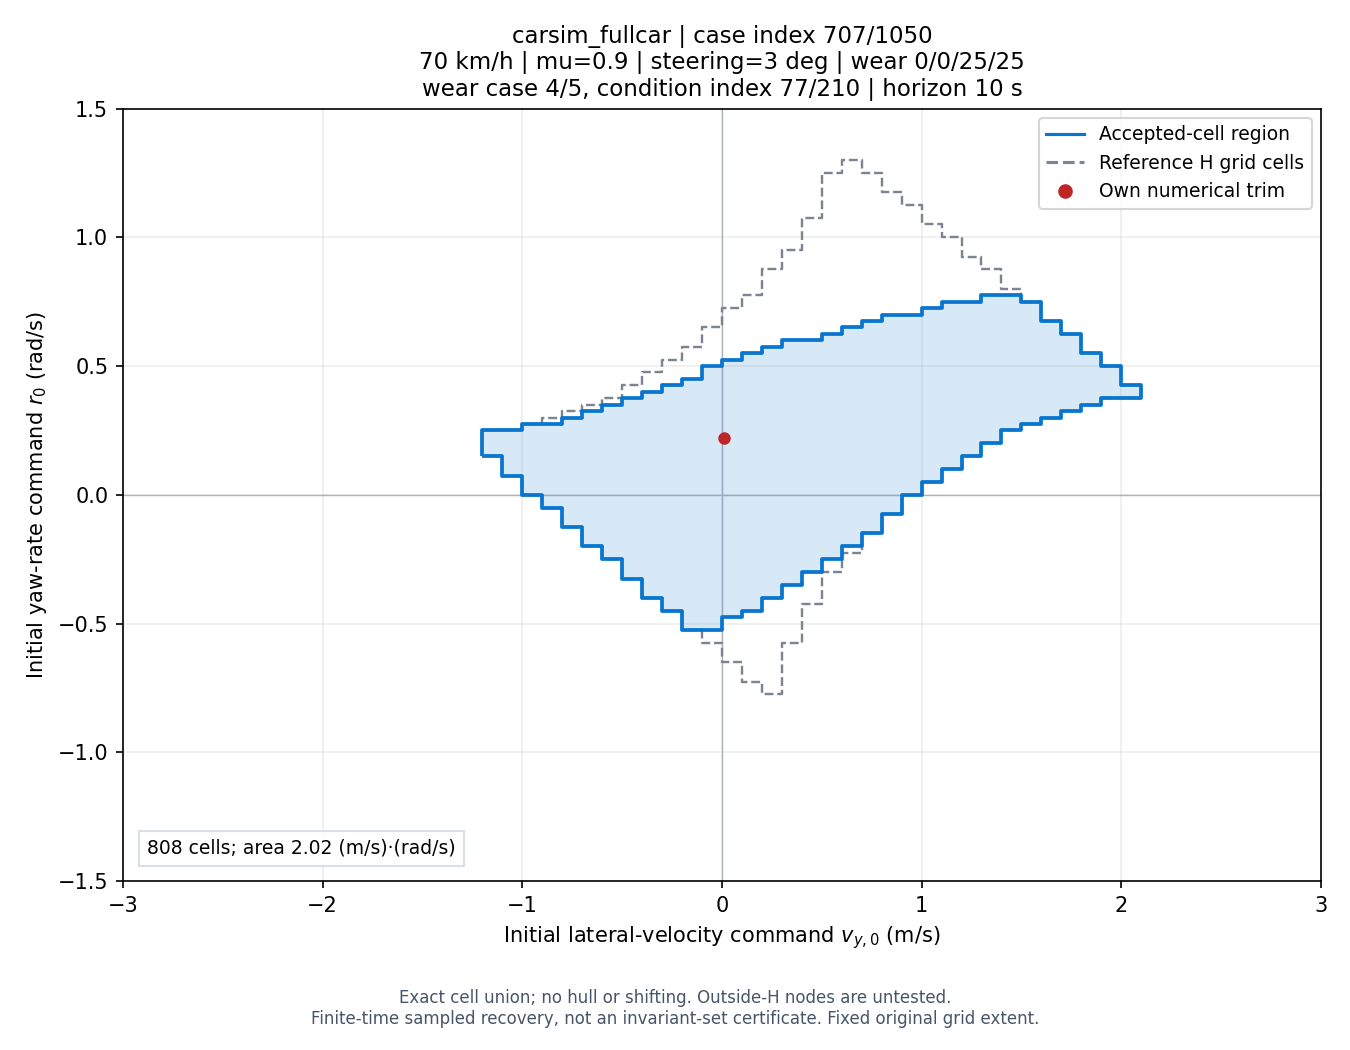 carsim_fullcar | case index 707/1050
70 km/h | mu=0.9 | steering=3 deg | wear 0/0/25/25
wear case 4/5, condition index 77/210 | horizon 10 s
Accepted-cell region
Reference H grid cells
Own numerical trim
1.5
1.0
0.5
0.0
−0.5
−1.0
−1.5
Initial yaw-rate command r0 (rad/s)
808 cells; area 2.02 (m/s)·(rad/s)
−3
−2
−1
0
1
2
3
Initial lateral-velocity command vy,0 (m/s)
Exact cell union; no hull or shifting. Outside-H nodes are untested.
Finite-time sampled recovery, not an invariant-set certificate. Fixed original grid extent.